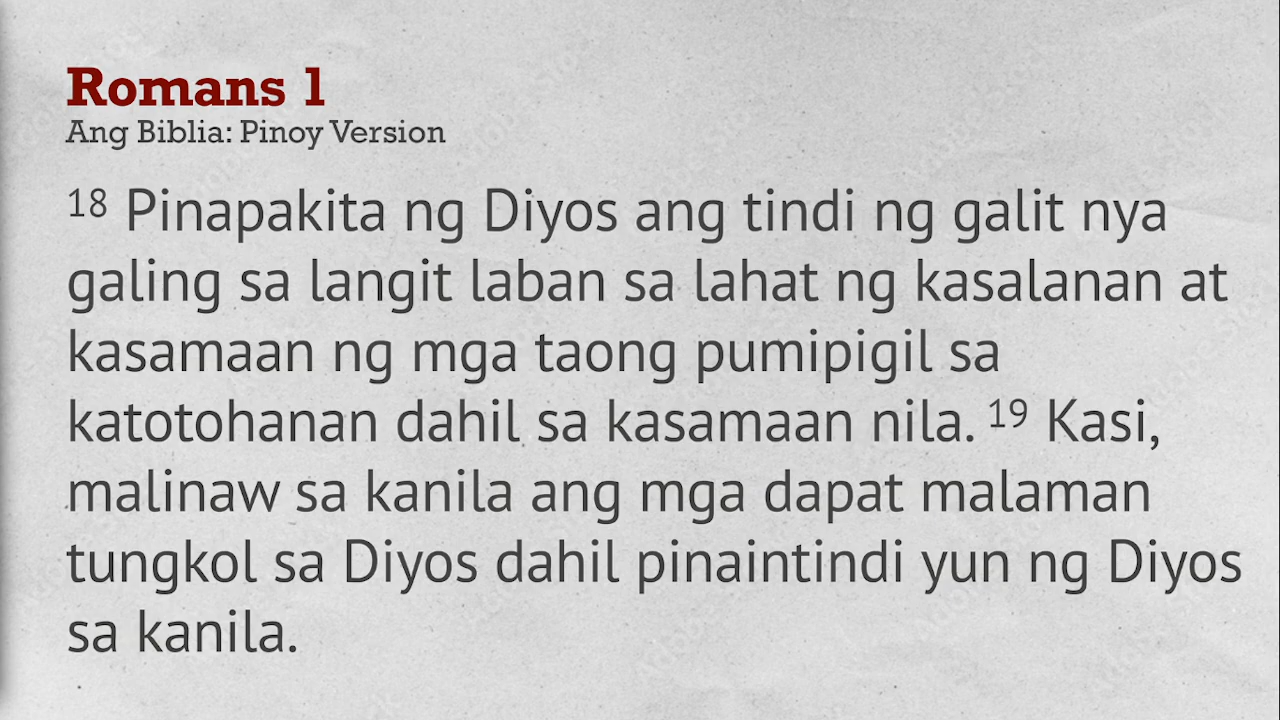 Romans 1
Ang Biblia: Pinoy Version
18 Pinapakita ng Diyos ang tindi ng galit nya
galing sa langit laban sa lahat ng kasalanan at
kasamaan ng mga taong pumipigil sa
katotohanan dahil sa kasamaan nila. 19 Kasi,
malinaw sa kanila ang mga dapat malaman
tungkol sa Diyos dahil pinaintindi yun ng Diyos
sa kanila.